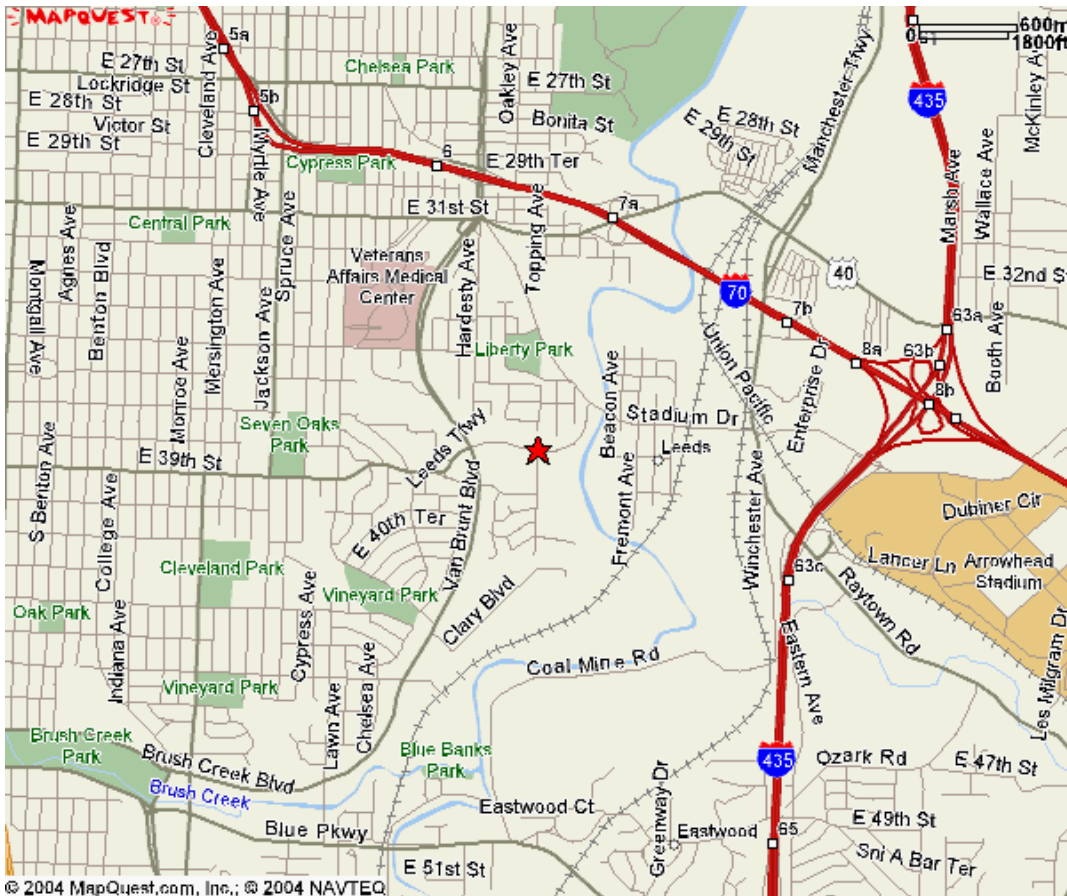 MAPQUEST
600m
0
1800ft
5a
E 27th St
Lockridge St
E 28th St
Victor St
E 29th St
Cleveland Ave
5b
Myrtle Ave
Chelsea Park
Oakley Ave
E 27th St
Bonita St
E 28th St
E 29th St
Manchester Tfwy
435
McKinley Ave
Cypress Park
6
E 29th Ter
E 31st St
7a
Central Park
Spruce Ave
Agnes Ave
Montgall Ave
Benton Blvd
Mersington Ave
Jackson Ave
Monroe Ave
Veterans
Affairs Medical
Center
Hardesty Ave
Topping Ave
Liberty Park
70
40
Marsh Ave
Wallace Ave
E 32nd St
63a
7b
8a
63b
8b
Booth Ave
Union Pacific
Enterprise Dr
Beacon Ave
Stadium Dr
Leeds
Seven Oaks
Park
Leeds Tfwy
E 39th St
S Benton Ave
College Ave
E 40th Ter
Van Brunt Blvd
Fremont Ave
Winchester Ave
Dubiner Cir
Lancer Ln
Arrowhead
Stadium
63c
Raytown Rd
Cleveland Park
Vineyard Park
Cypress Ave
Clary Blvd
Oak Park
Indiana Ave
Coal Mine Rd
Eastern Ave
Les Milgram Dr
Vineyard Park
Lawn Ave
Chelsea Ave
Brush Creek
Park
Brush Creek Blvd
Brush Creek
Blue Banks
Park
435
Ozark Rd
E 47th St
Eastwood Ct
Greenway Dr
Blue Pkwy
Eastwood
65
E 49th St
Sni A Bar Ter
E 51st St
© 2004 MapQuest.com, Inc.; © 2004 NAVTEQ